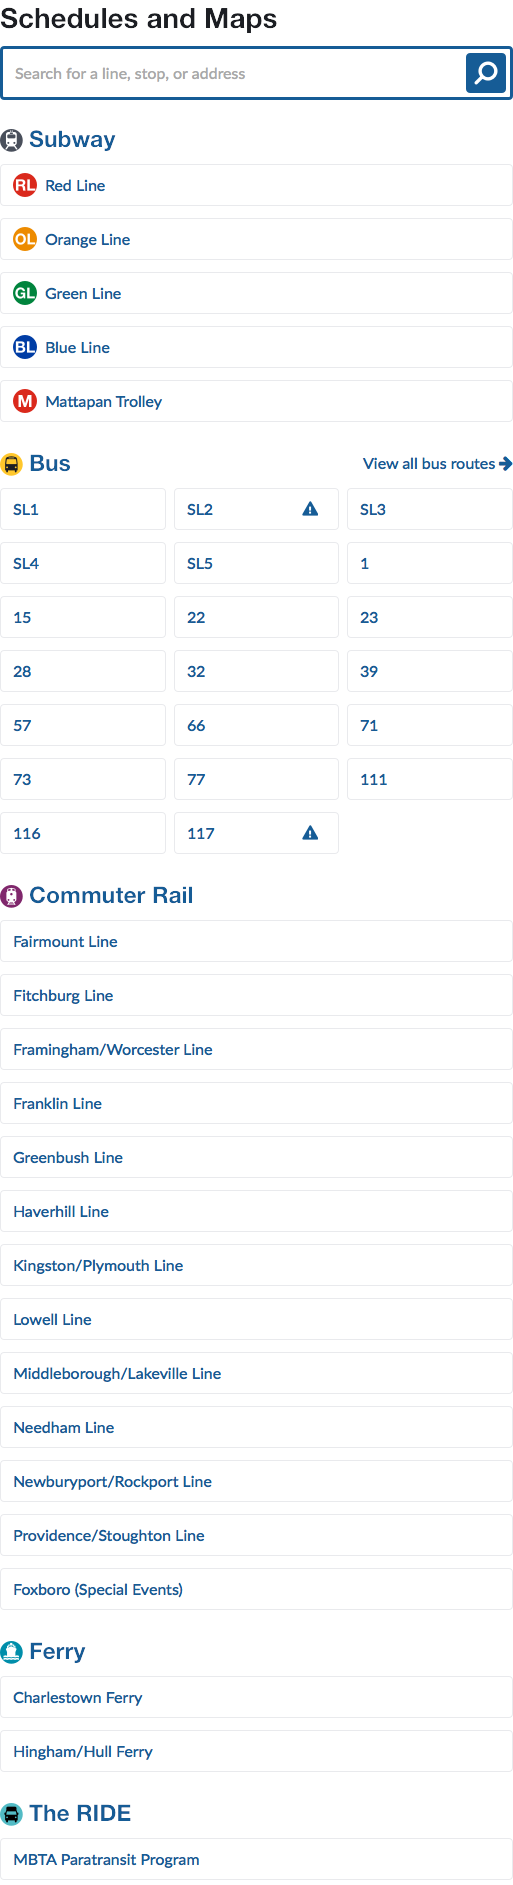 Schedules and Maps
Search for a line, stop, or address
Subway
RL Red Line
OL Orange Line
GL Green Line
BL Blue Line
M Mattapan Trolley
Bus View all bus routes
SL1 SL2 SL3
SL4 SL5 1
15 22 23
28 32 39
57 66 71
73 77 111
116 117
Commuter Rail
Fairmount Line
Fitchburg Line
Framingham/Worcester Line
Franklin Line
Greenbush Line
Haverhill Line
Kingston/Plymouth Line
Lowell Line
Middleborough/Lakeville Line
Needham Line
Newburyport/Rockport Line
Providence/Stoughton Line
Foxboro (Special Events)
Ferry
Charlestown Ferry
Hingham/Hull Ferry
The RIDE
MBTA Paratransit Program